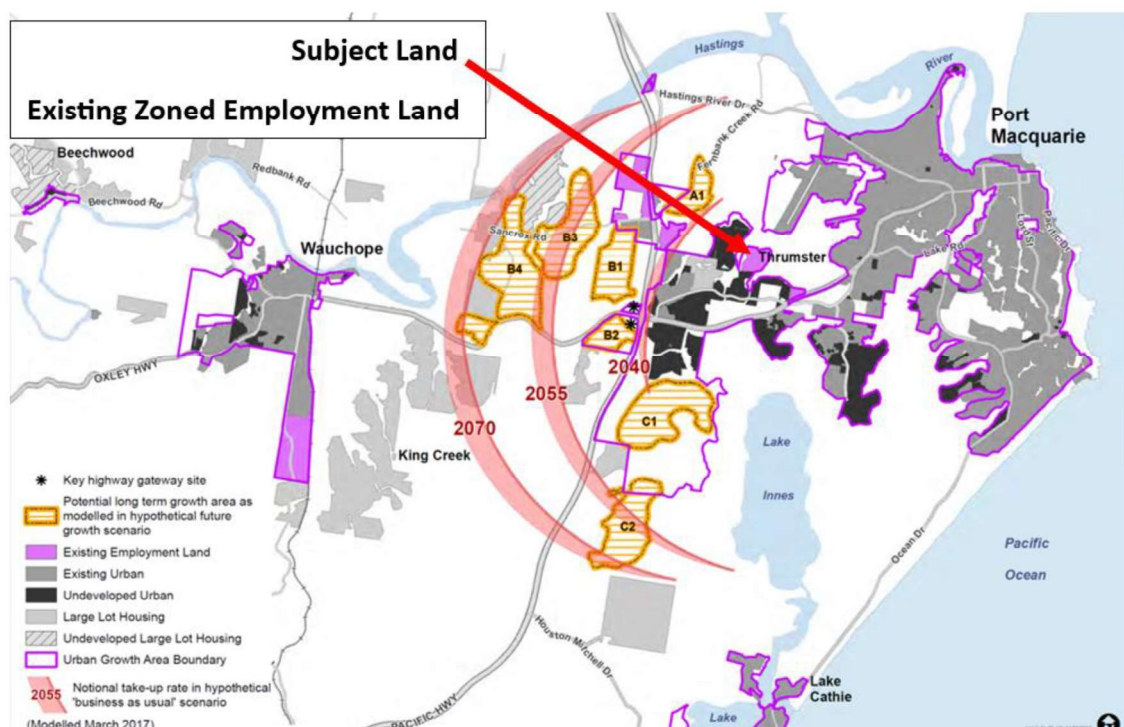 Subject Land
Existing Zoned Employment Land
Hastings
River
Hastings River Dr
Fernbank Creek Rd
Port
Macquarie
Beechwood
Redbank Rd
Beechwood Rd
Wauchope
Sancrox Rd
A1
B3
B4
B1
B2
Thrumster
Lake Rd
Lord St
Pacific Dr
OXLEY HWY
2040
2055
2070
C1
King Creek
Lake
Innes
C2
Ocean Dr
Pacific
Ocean
Houston Mitchell Dr
PACIFIC HWY
Lake
Cathie
Lake
Key highway gateway site
Potential long term growth area as
modelled in hypothetical future
growth scenario
Existing Employment Land
Existing Urban
Undeveloped Urban
Large Lot Housing
Undeveloped Large Lot Housing
Urban Growth Area Boundary
2055
Notional take-up rate in hypothetical
'business as usual' scenario
(Modelled March 2017)